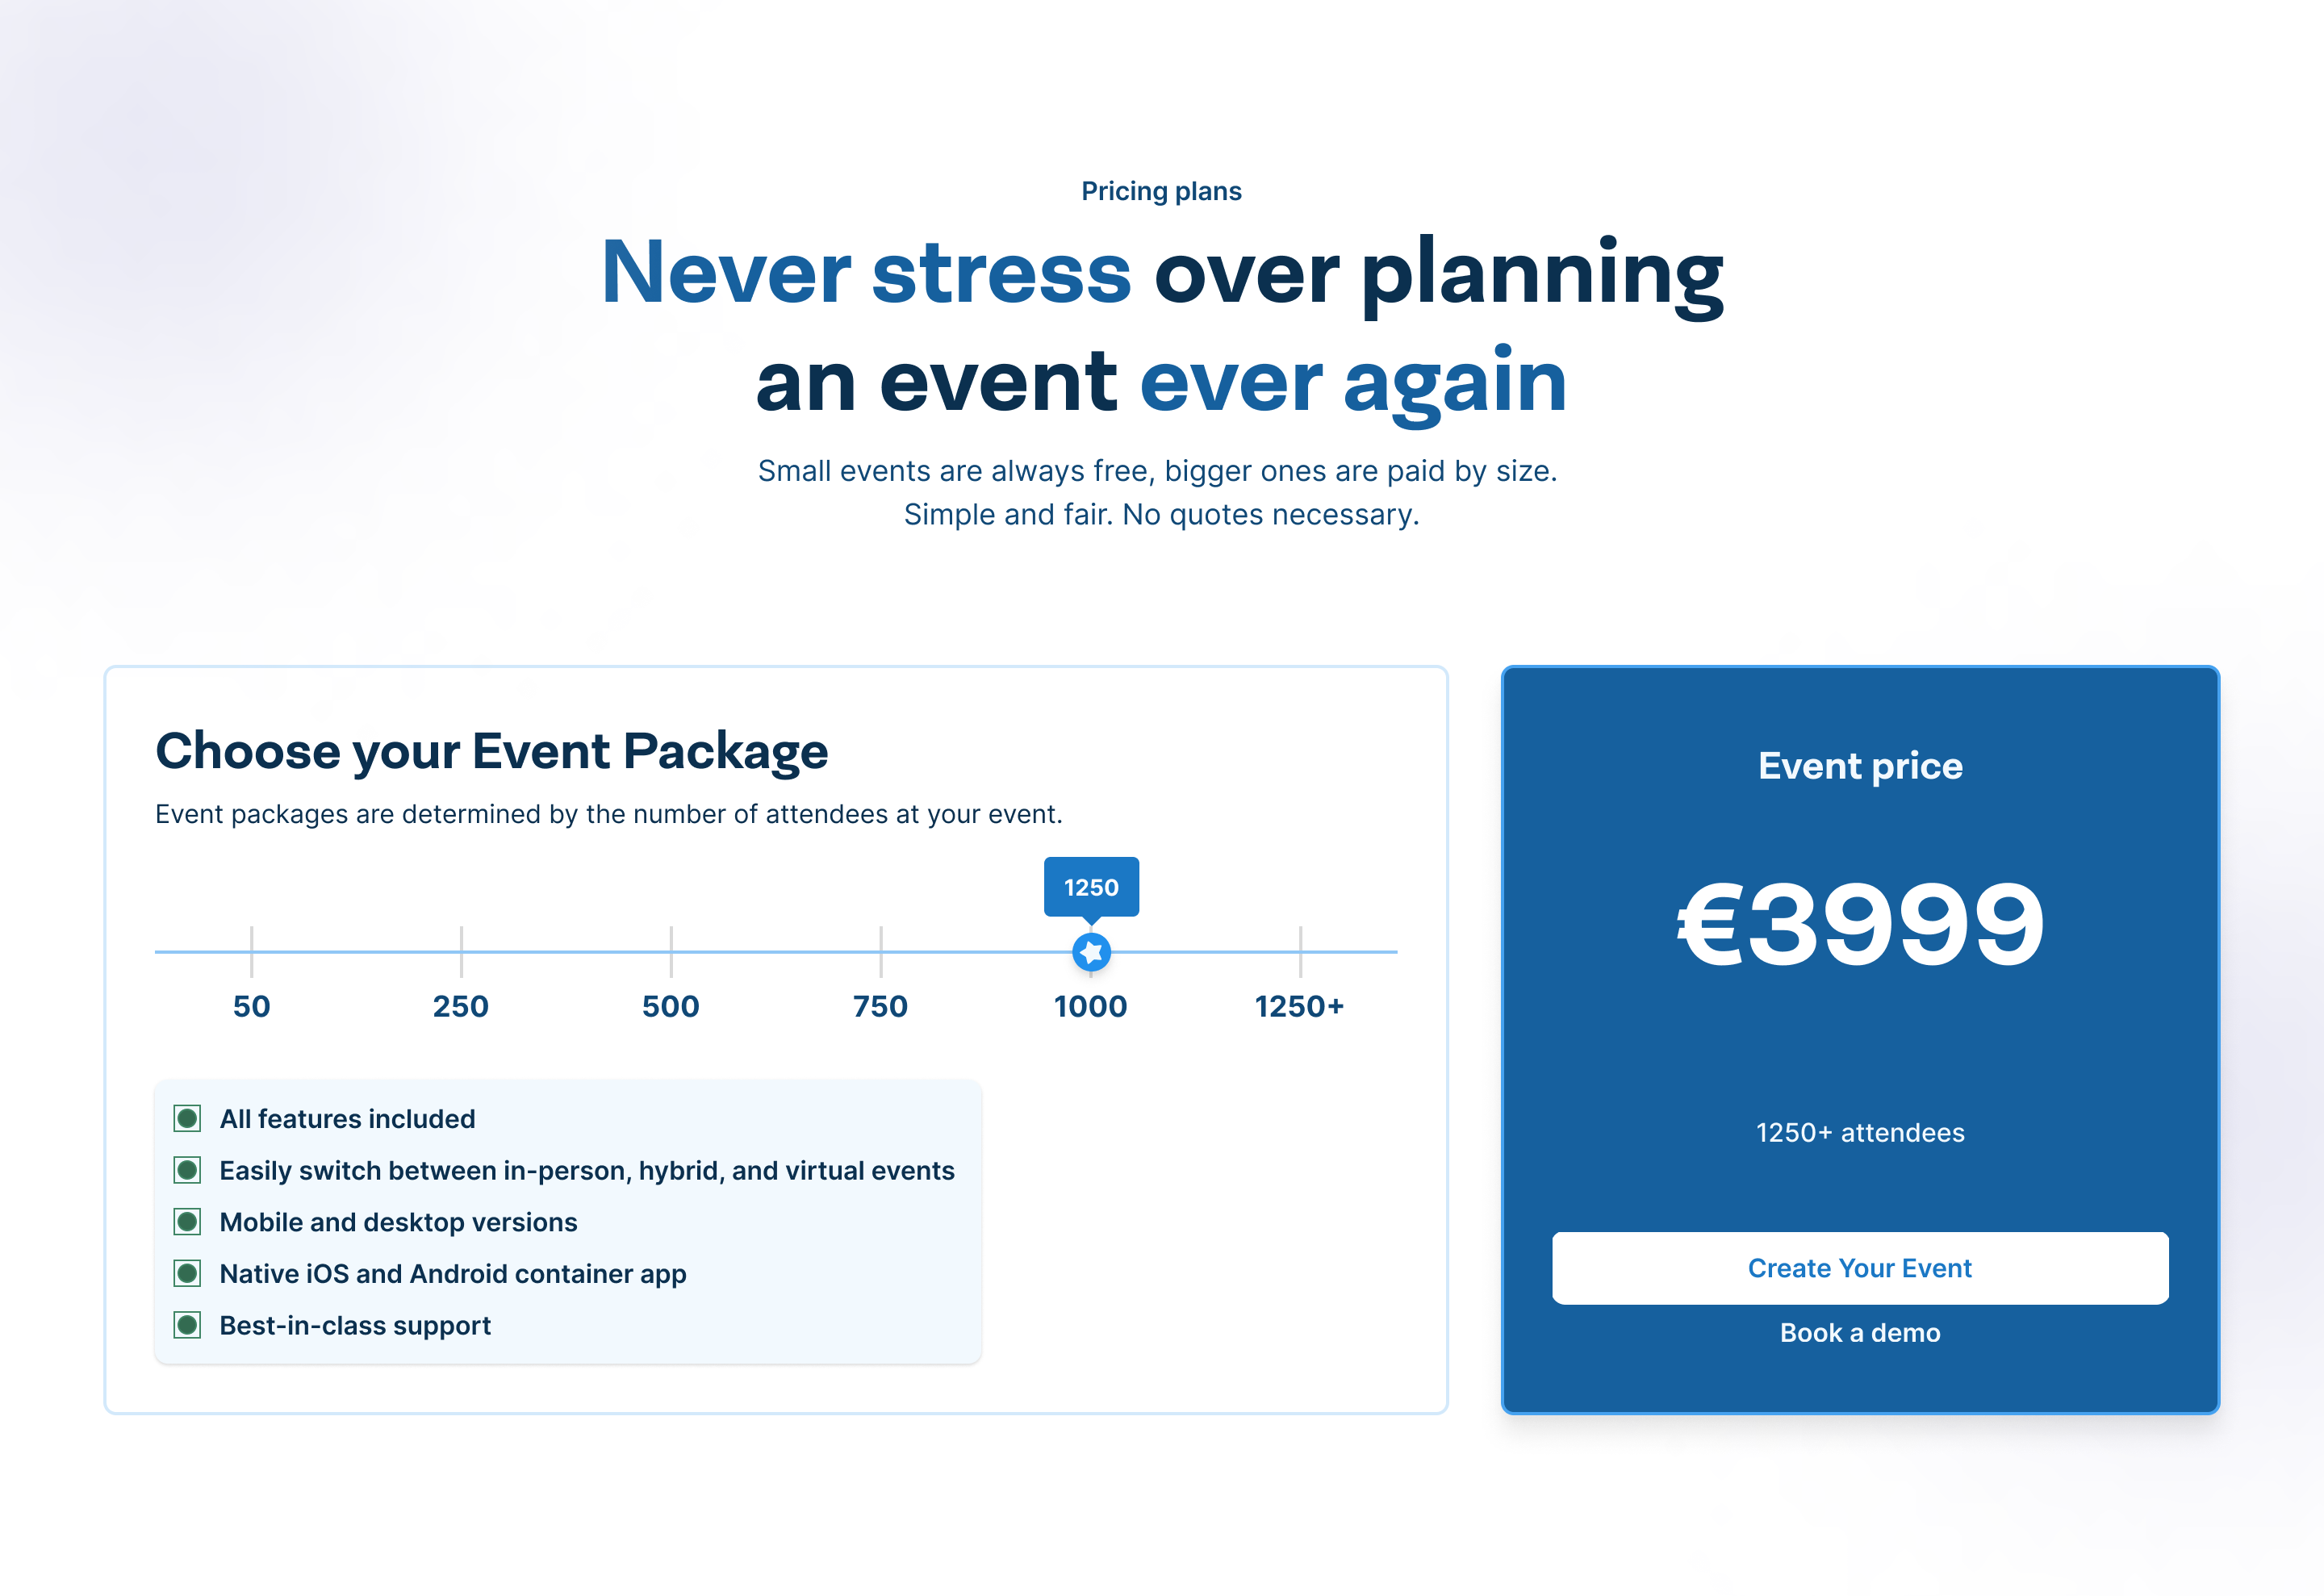 Pricing plans
Never stress over planning
an event ever again
Small events are always free, bigger ones are paid by size.
Simple and fair. No quotes necessary.
Choose your Event Package
Event packages are determined by the number of attendees at your event.
1250
50 250 500 750 1000 1250+
All features included
Easily switch between in-person, hybrid, and virtual events
Mobile and desktop versions
Native iOS and Android container app
Best-in-class support
Event price
€3999
1250+ attendees
Create Your Event
Book a demo